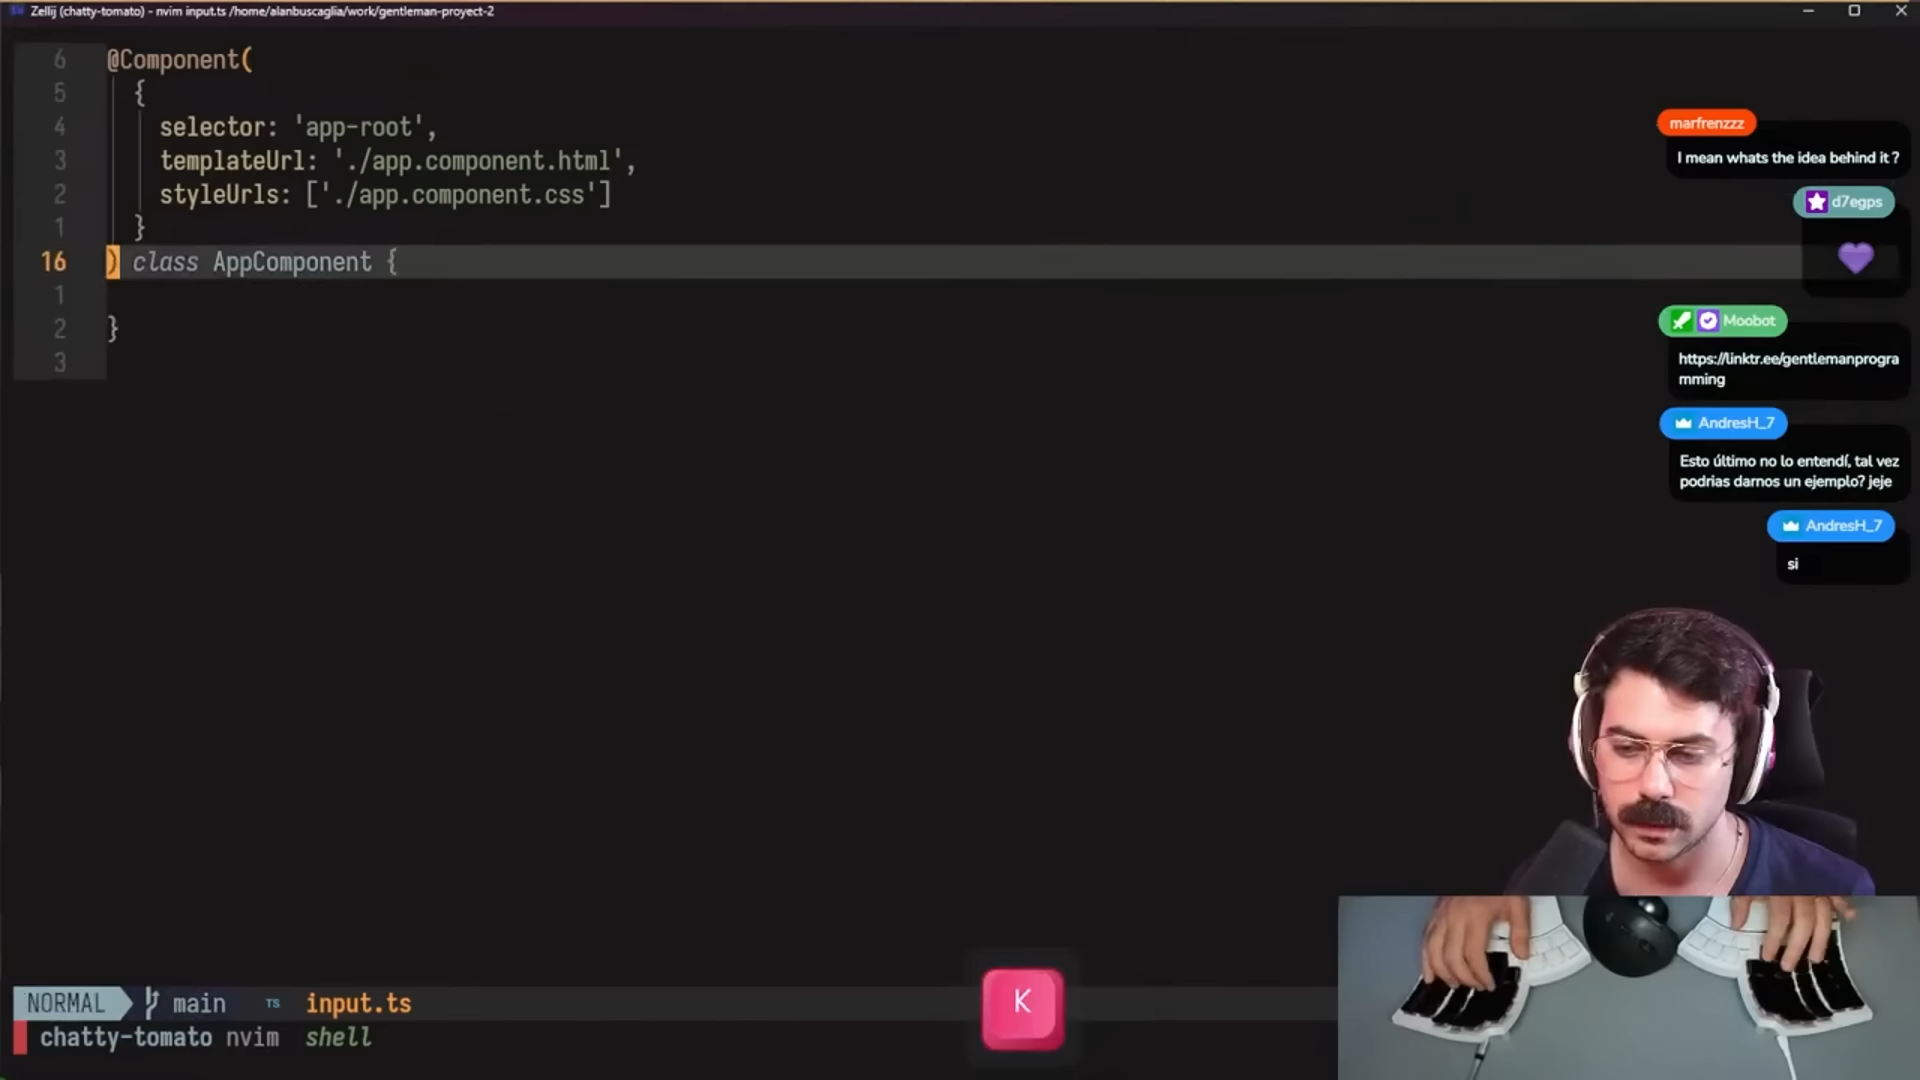 Zellij (chatty-tomato) - nvim input.ts /home/alanbuscaglia/work/gentleman-proyect-2
6 @Component(
5 {
4 selector: 'app-root',
3 templateUrl: './app.component.html',
2 styleUrls: ['./app.component.css']
1 }
16 ) class AppComponent {
1
2 }
3
marfrenzzz
I mean whats the idea behind it ?
d7egps
Moobot
https://linktr.ee/gentlemanprogra
mming
AndresH_7
Esto último no lo entendí, tal vez
podrias darnos un ejemplo? jeje
AndresH_7
si
K
NORMAL main TS input.ts
chatty-tomato nvim shell